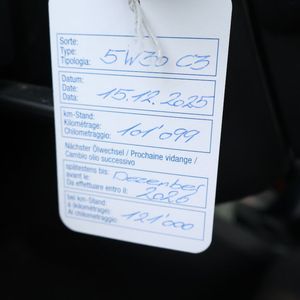 Sorte:
Type:
Tipologia:
5W30 C3
Datum:
Date:
Data:
15.12.2025
km-Stand:
Kilométrage:
Chilometraggio:
101'099
Nächster Ölwechsel / Prochaine vidange /
Cambio olio successivo
spätestens bis:
avant le:
Da effettuare entro il:
Dezember
2026
bei km-Stand:
à (kilométrage):
Al chilometraggio:
121'000